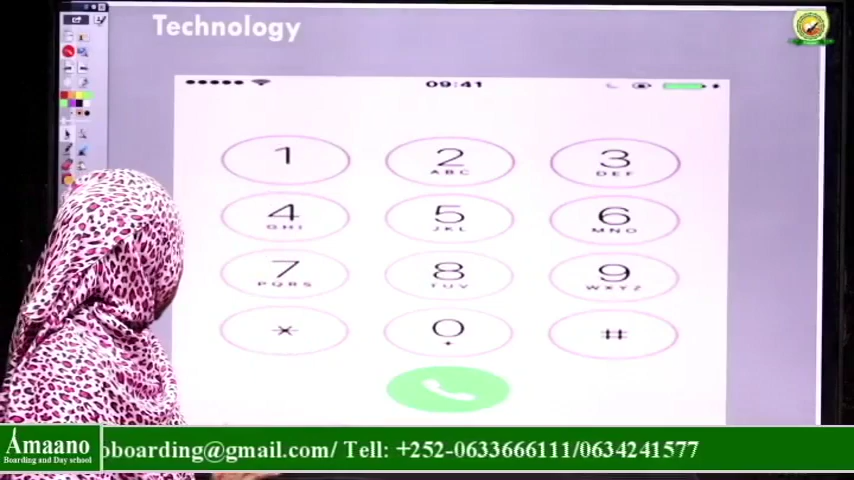 Technology
09:41
1
2
ABC
3
DEF
4
GHI
5
JKL
6
MNO
7
PQRS
8
TUV
9
WXYZ
*
0
+
#
Amaano
Boarding and Day school
oboarding@gmail.com/ Tell: +252-0633666111/0634241577